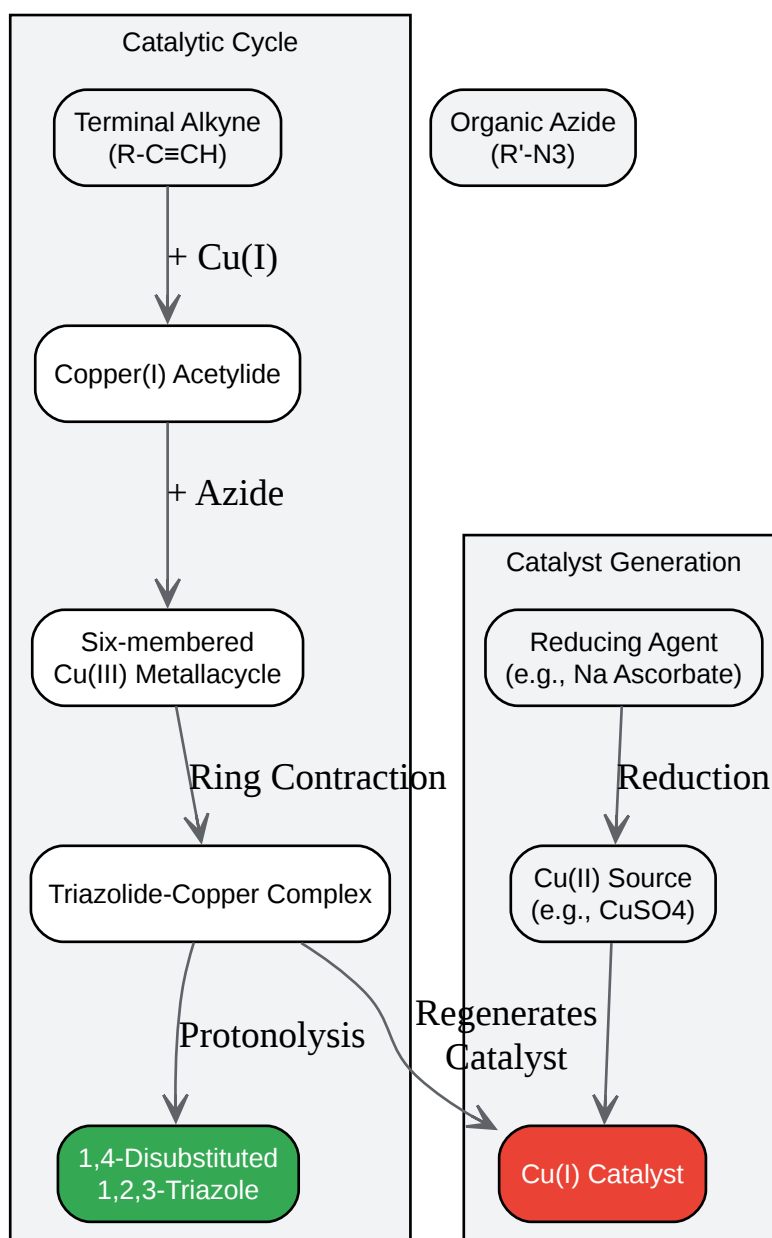 Catalytic Cycle
Terminal Alkyne
(R-C≡CH)
Organic Azide
(R'-N3)
+ Cu(I)
Copper(I) Acetylide
+ Azide
Catalyst Generation
Six-membered
Cu(III) Metallacycle
Reducing Agent
(e.g., Na Ascorbate)
Ring Contraction
Reduction
Triazolide-Copper Complex
Cu(II) Source
(e.g., CuSO4)
Protonolysis
Regenerates
Catalyst
1,4-Disubstituted
1,2,3-Triazole
Cu(I) Catalyst